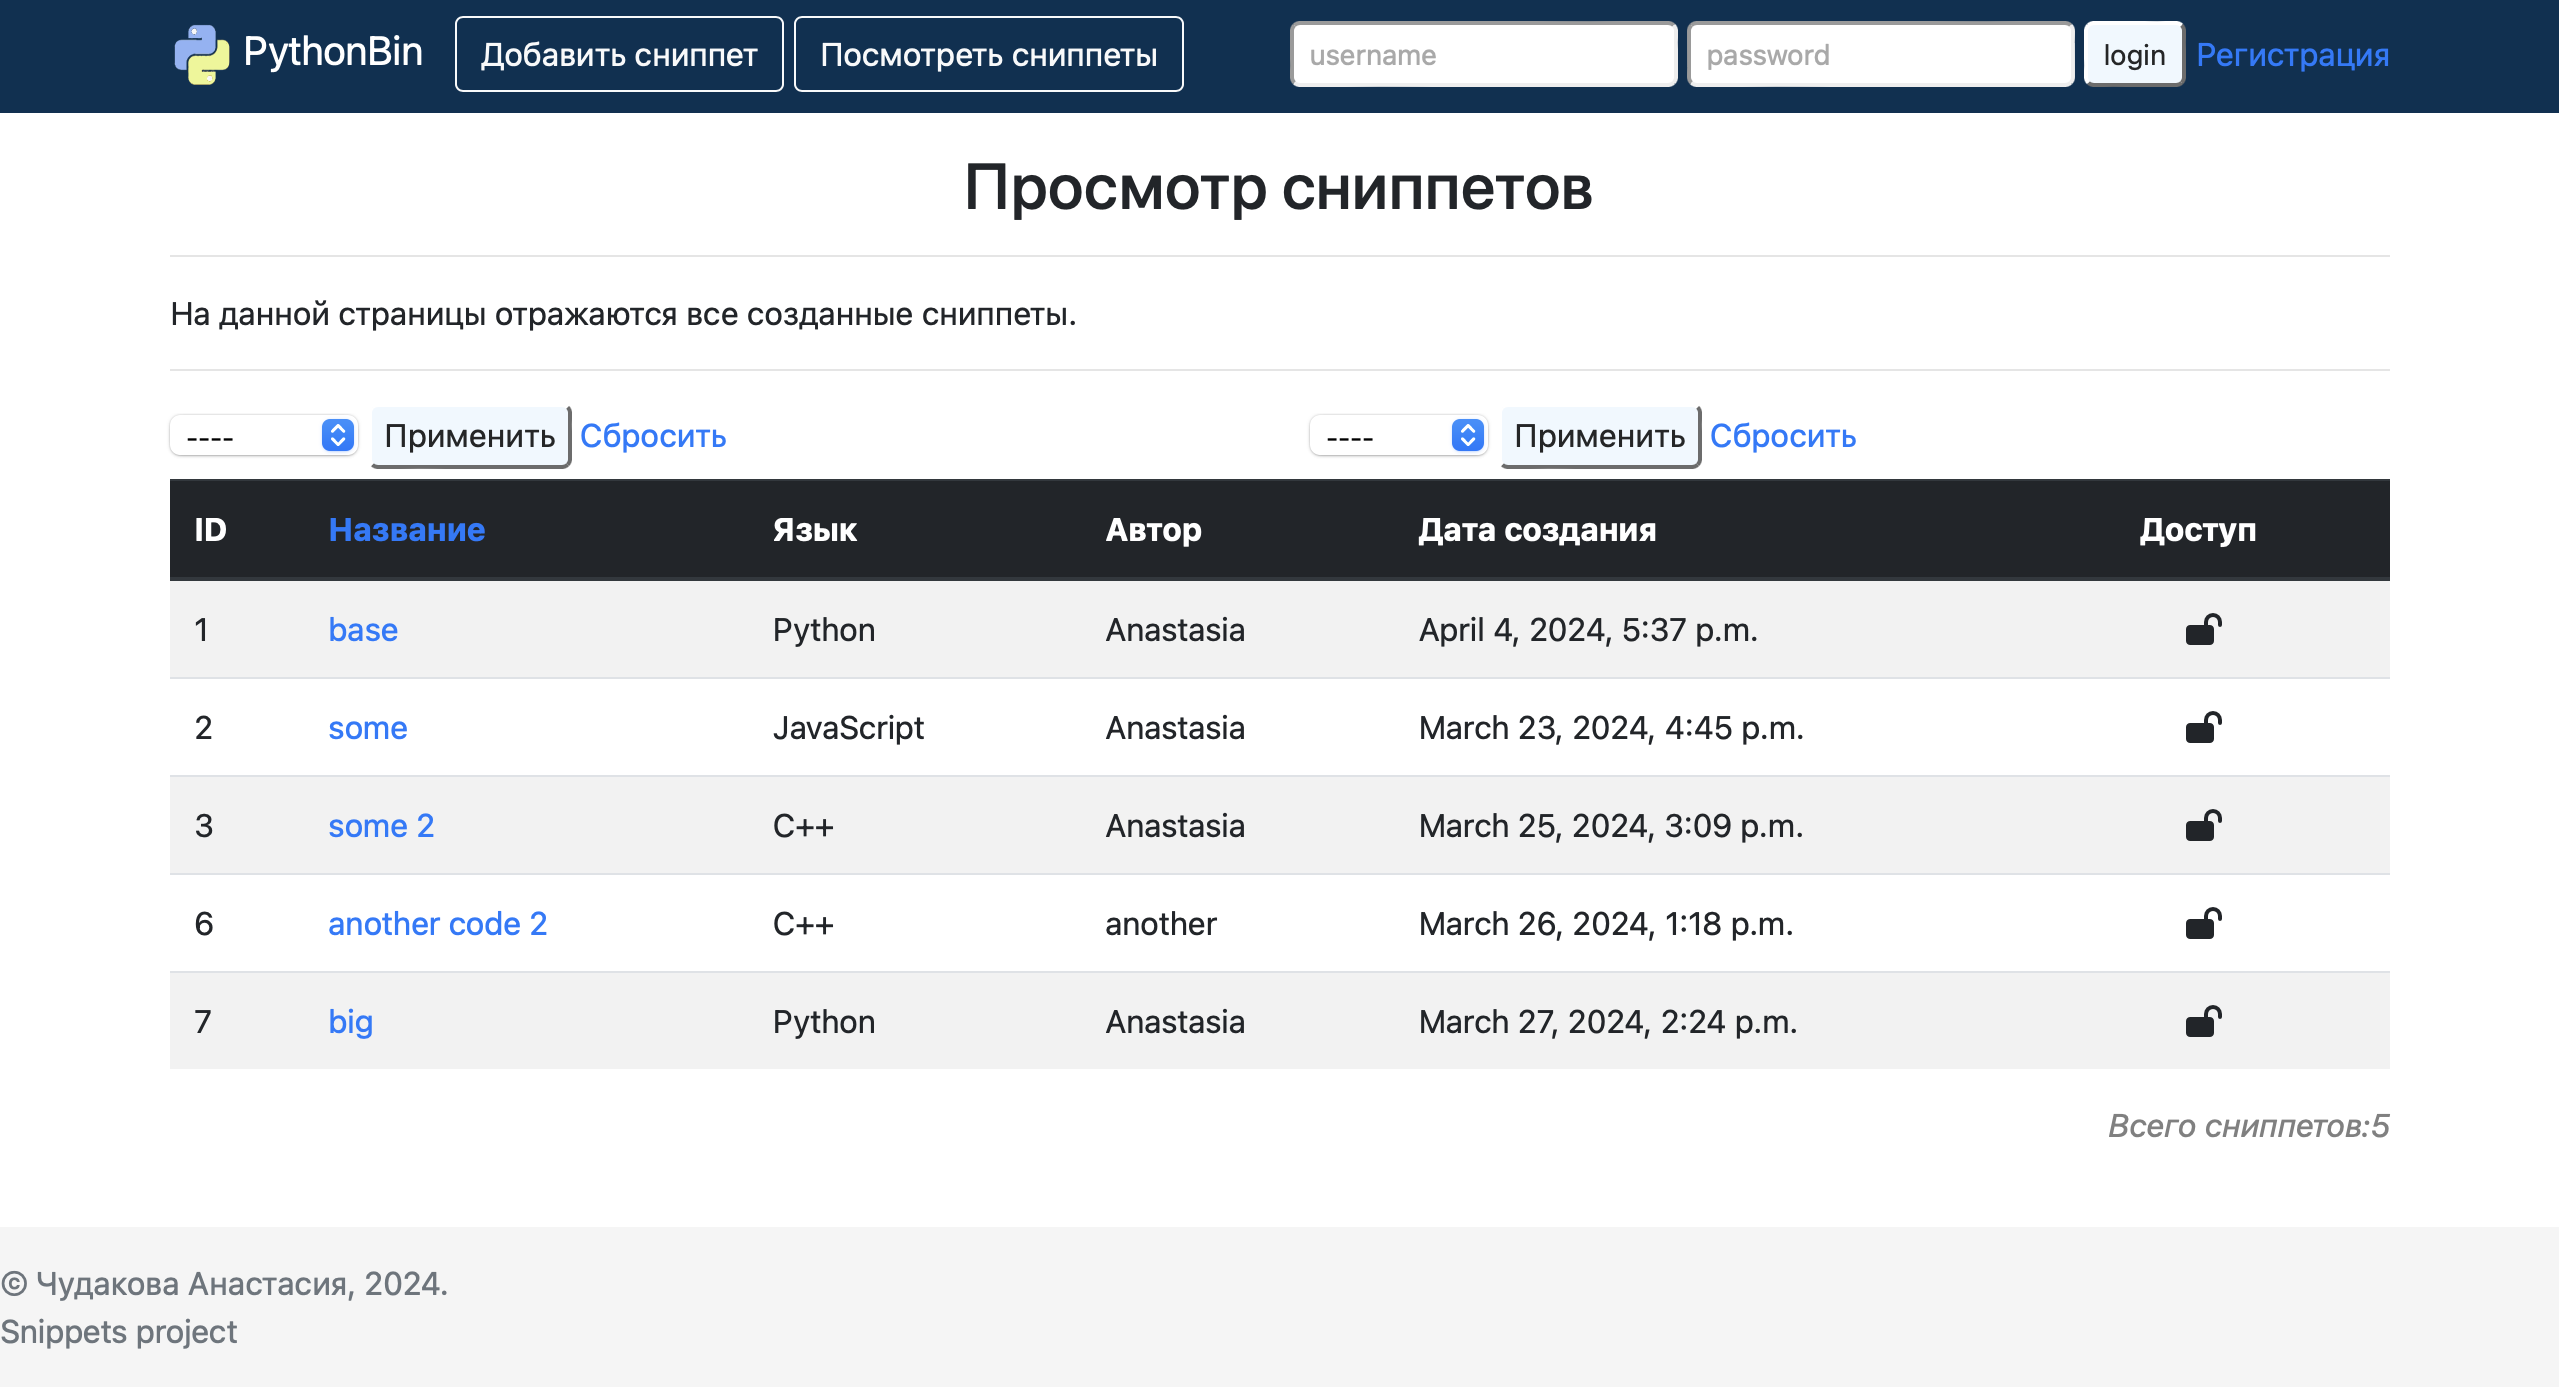 PythonBin Добавить сниппет Посмотреть сниппеты username password login Регистрация
Просмотр сниппетов
На данной страницы отражаются все созданные сниппеты.
---- Применить Сбросить ---- Применить Сбросить
ID Название Язык Автор Дата создания Доступ
1 base Python Anastasia April 4, 2024, 5:37 p.m.
2 some JavaScript Anastasia March 23, 2024, 4:45 p.m.
3 some 2 C++ Anastasia March 25, 2024, 3:09 p.m.
6 another code 2 C++ another March 26, 2024, 1:18 p.m.
7 big Python Anastasia March 27, 2024, 2:24 p.m.
Всего сниппетов:5
© Чудакова Анастасия, 2024.
Snippets project